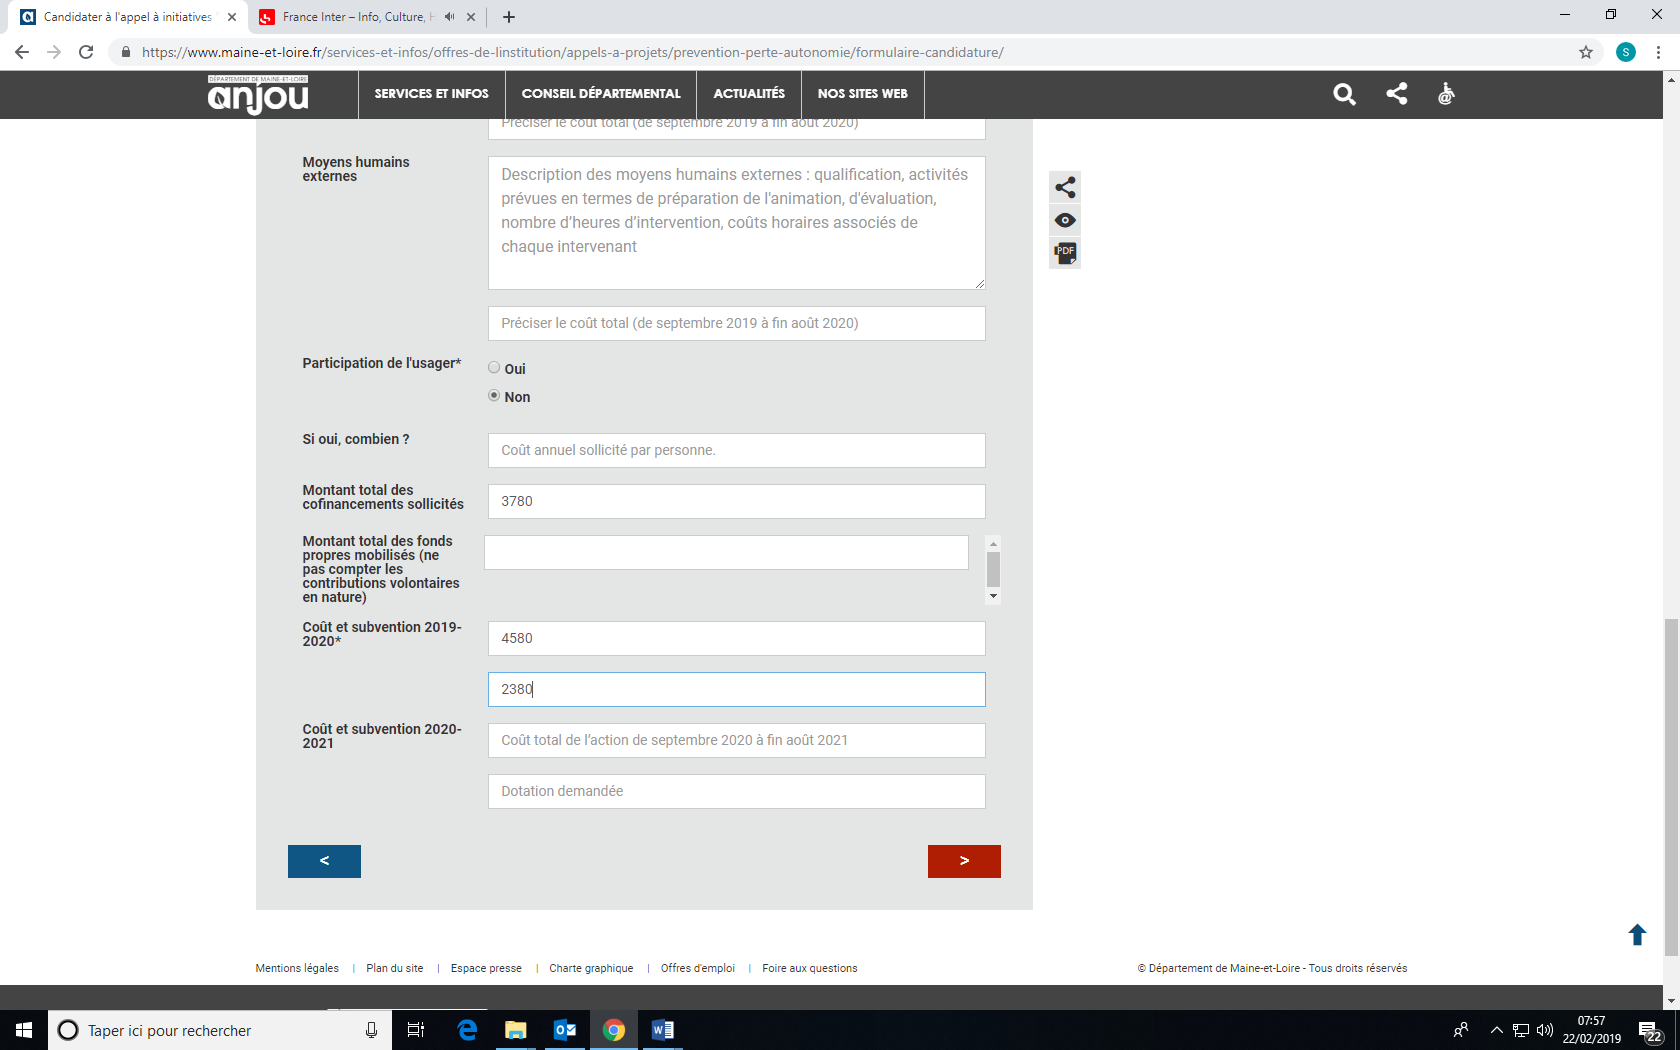 Candidater à l'appel à initiatives
France Inter – Info, Culture,
https://www.maine-et-loire.fr/services-et-infos/offres-de-linstitution/appels-a-projets/prevention-perte-autonomie/formulaire-candidature/
S
DÉPARTEMENT DE MAINE-ET-LOIRE
anjou
SERVICES ET INFOS
CONSEIL DÉPARTEMENTAL
ACTUALITÉS
NOS SITES WEB
Préciser le coût total (de septembre 2019 à fin août 2020)
Moyens humains
externes
Description des moyens humains externes : qualification, activités
prévues en termes de préparation de l'animation, d'évaluation,
nombre d’heures d’intervention, coûts horaires associés de
chaque intervenant
PDF
Préciser le coût total (de septembre 2019 à fin août 2020)
Participation de l'usager*
Oui
Non
Si oui, combien ?
Coût annuel sollicité par personne.
Montant total des
cofinancements sollicités
3780
Montant total des fonds
propres mobilisés (ne
pas compter les
contributions volontaires
en nature)
Coût et subvention 2019-
2020*
4580
2380
Coût et subvention 2020-
2021
Coût total de l’action de septembre 2020 à fin août 2021
Dotation demandée
<
>
Mentions légales | Plan du site | Espace presse | Charte graphique | Offres d'emploi | Foire aux questions
© Département de Maine-et-Loire - Tous droits réservés
Taper ici pour rechercher
07:57
22/02/2019
22